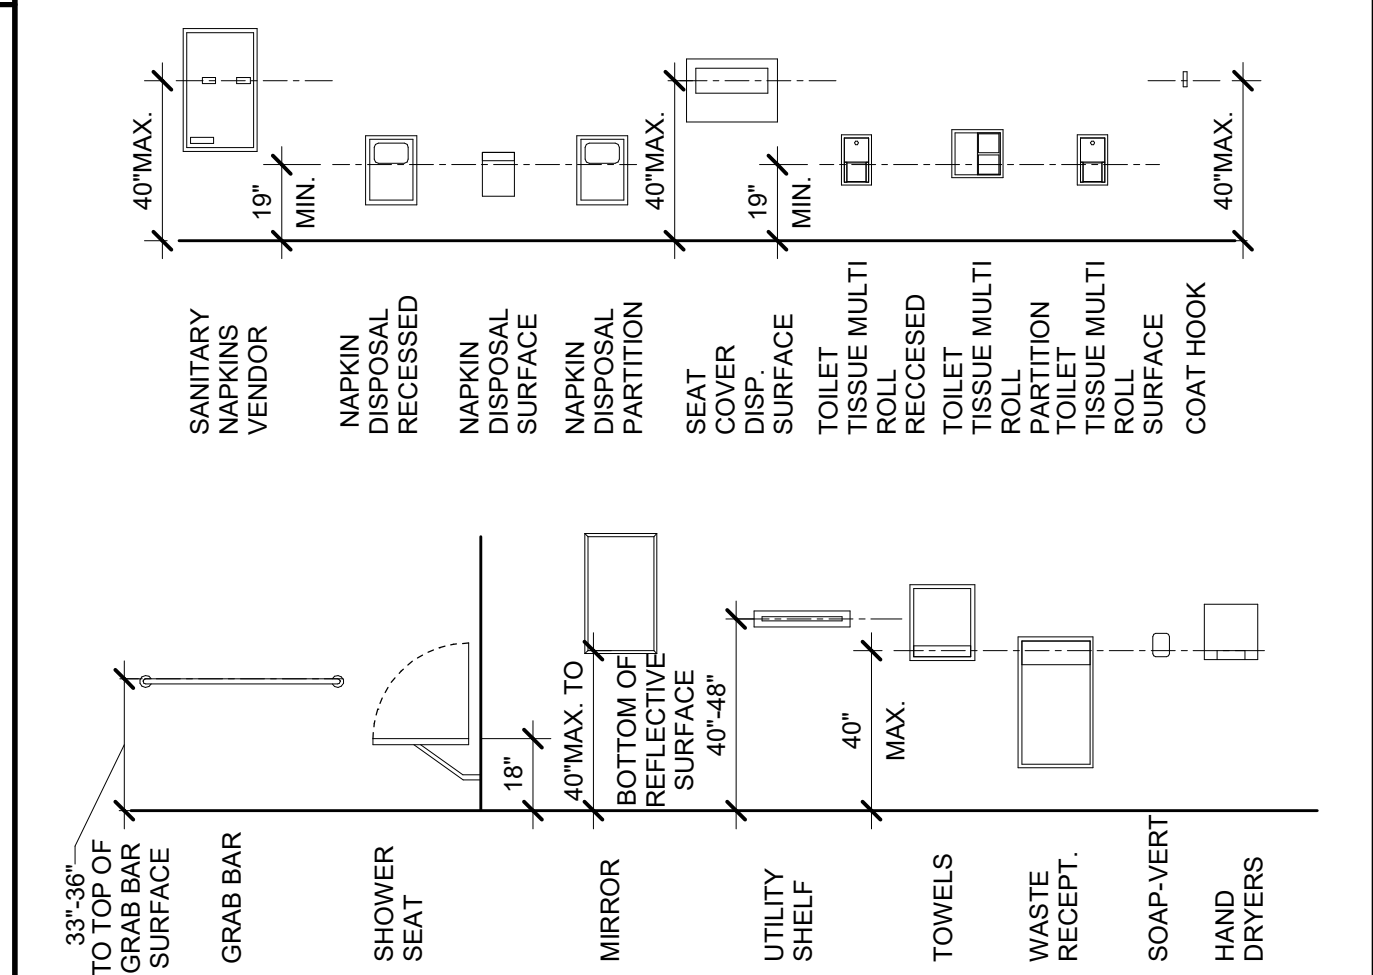 40"MAX.
19"
MIN.
40"MAX.
19"
MIN.
40"MAX.
SANITARY
NAPKINS
VENDOR
NAPKIN
DISPOSAL
RECESSED
NAPKIN
DISPOSAL
SURFACE
NAPKIN
DISPOSAL
PARTITION
SEAT
COVER
DISP.
SURFACE
TOILET
TISSUE MULTI
ROLL
RECCESED
TOILET
TISSUE MULTI
ROLL
PARTITION
TOILET
TISSUE MULTI
ROLL
SURFACE
COAT HOOK
33"-36"
TO TOP OF
GRAB BAR
SURFACE
18"
40"MAX. TO
BOTTOM OF
REFLECTIVE
SURFACE
40"-48"
40"
MAX.
GRAB BAR
SHOWER
SEAT
MIRROR
UTILITY
SHELF
TOWELS
WASTE
RECEPT.
SOAP-VERT
HAND
DRYERS